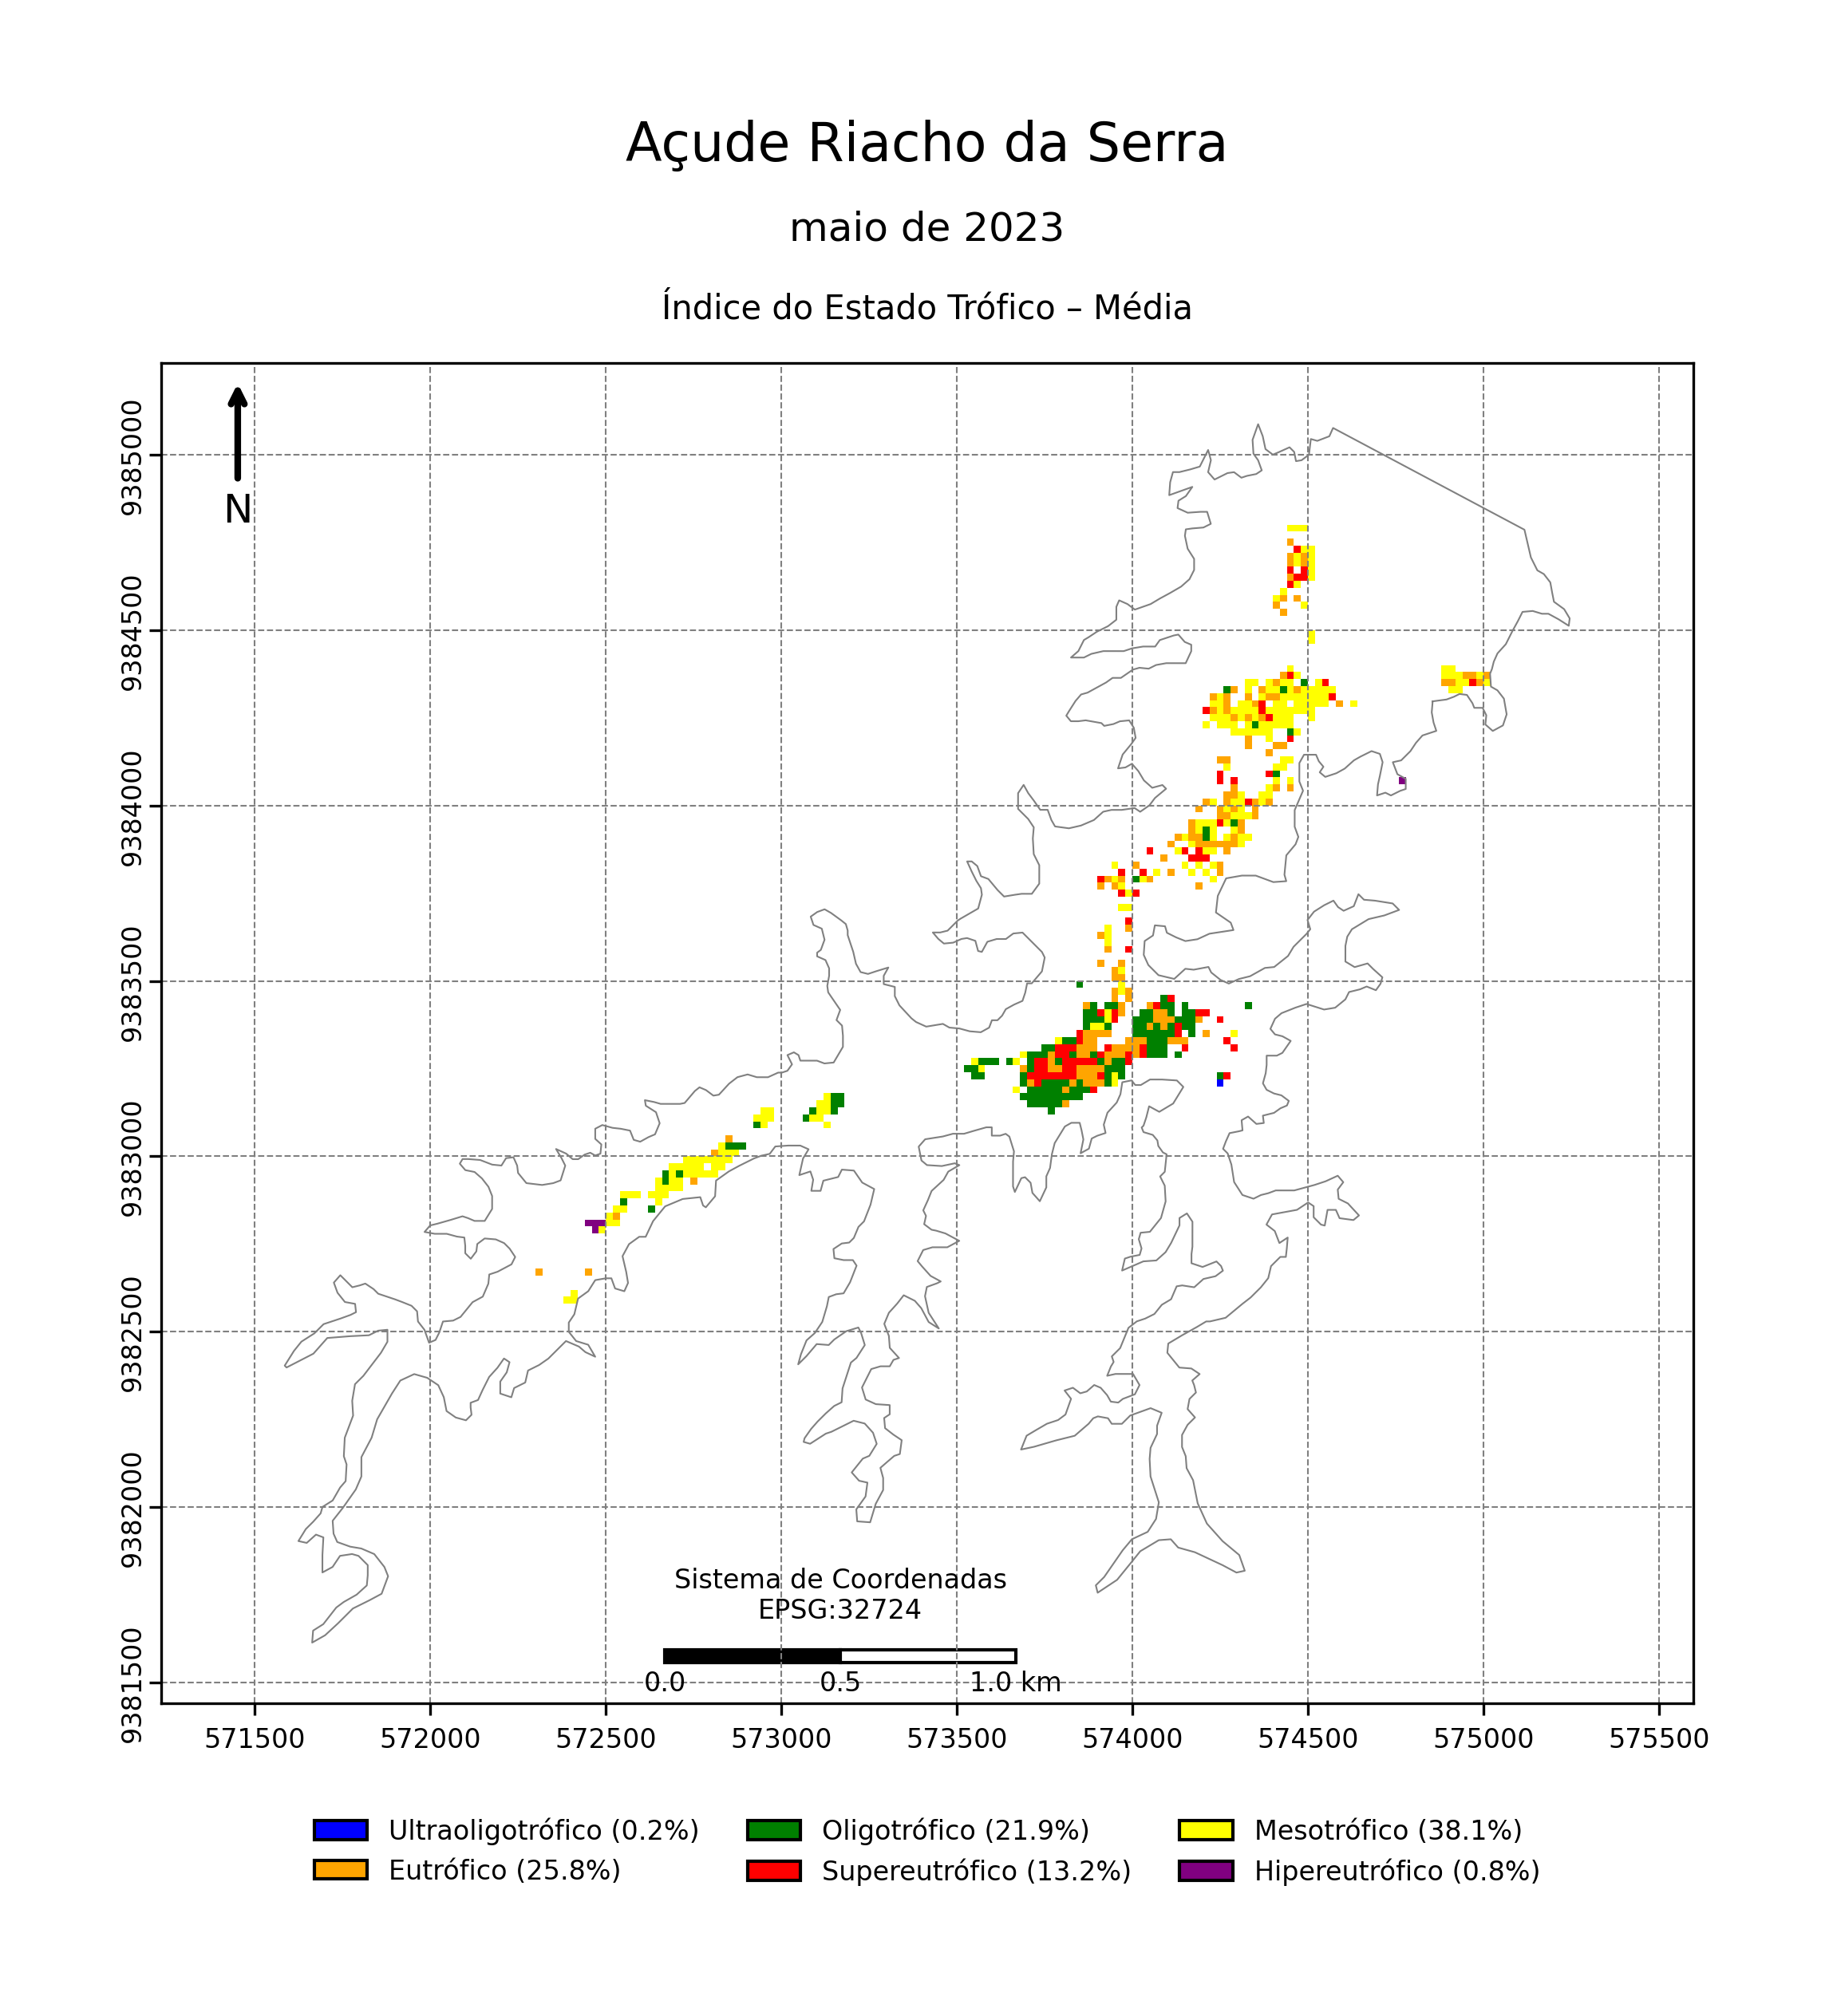 Açude Riacho da Serra
maio de 2023
Índice do Estado Trófico – Média
N
9385000
9384500
9384000
9383500
9383000
9382500
9382000
9381500
Sistema de Coordenadas
EPSG:32724
0.0 0.5 1.0 km
571500 572000 572500 573000 573500 574000 574500 575000 575500
Ultraoligotrófico (0.2%) Oligotrófico (21.9%) Mesotrófico (38.1%)
Eutrófico (25.8%) Supereutrófico (13.2%) Hipereutrófico (0.8%)